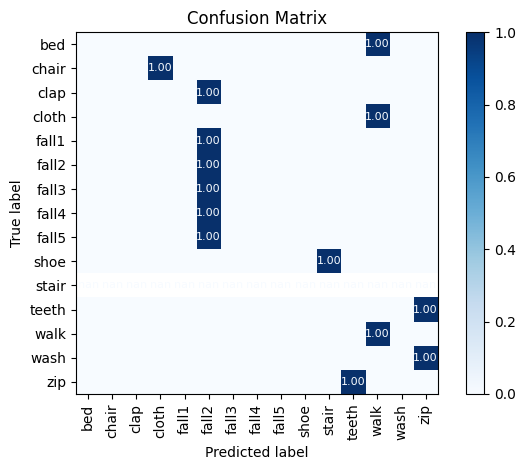 Confusion Matrix
True label
bed 1.00
chair 1.00
clap 1.00
cloth 1.00
fall1 1.00
fall2 1.00
fall3 1.00
fall4 1.00
fall5 1.00
shoe 1.00
stair
teeth 1.00
walk 1.00
wash 1.00
zip 1.00
bed chair clap cloth fall1 fall2 fall3 fall4 fall5 shoe stair teeth walk wash zip
Predicted label
1.0
0.8
0.6
0.4
0.2
0.0